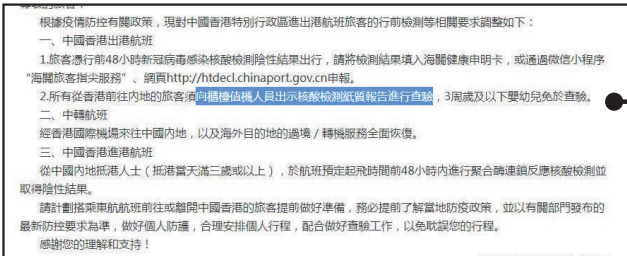 根據疫情防控有關政策，現對中國香港特別行政區進出港航班旅客的行前檢測等相關要求調整如下：
一、中國香港出港航班
1.旅客憑行前48小時新冠病毒感染核酸檢測陰性結果出行，請將檢測結果填入海關健康申明卡，或通過微信小程序
“海關旅客指尖服務”、網頁http://htdecl.chinaport.gov.cn申報。
2.所有從香港前往內地的旅客須向櫃檯值機人員出示核酸檢測紙質報告進行查驗，3周歲及以下嬰幼兒免於查驗。
二、中轉航班
經香港國際機場來往中國內地，以及海外目的地的過境 / 轉機服務全面恢復。
三、中國香港進港航班
從中國內地抵港人士（抵港當天滿三歲或以上），於航班預定起飛時間前48小時內進行聚合酶連鎖反應核酸檢測並
取得陰性結果。
請計劃搭乘東航航班前往或離開中國香港的旅客提前做好準備，務必提前了解當地防疫政策，並以有關部門發布的
最新防控要求為準，做好個人防護，合理安排個人行程，配合做好查驗工作，以免耽誤您的行程。
感謝您的理解和支持！